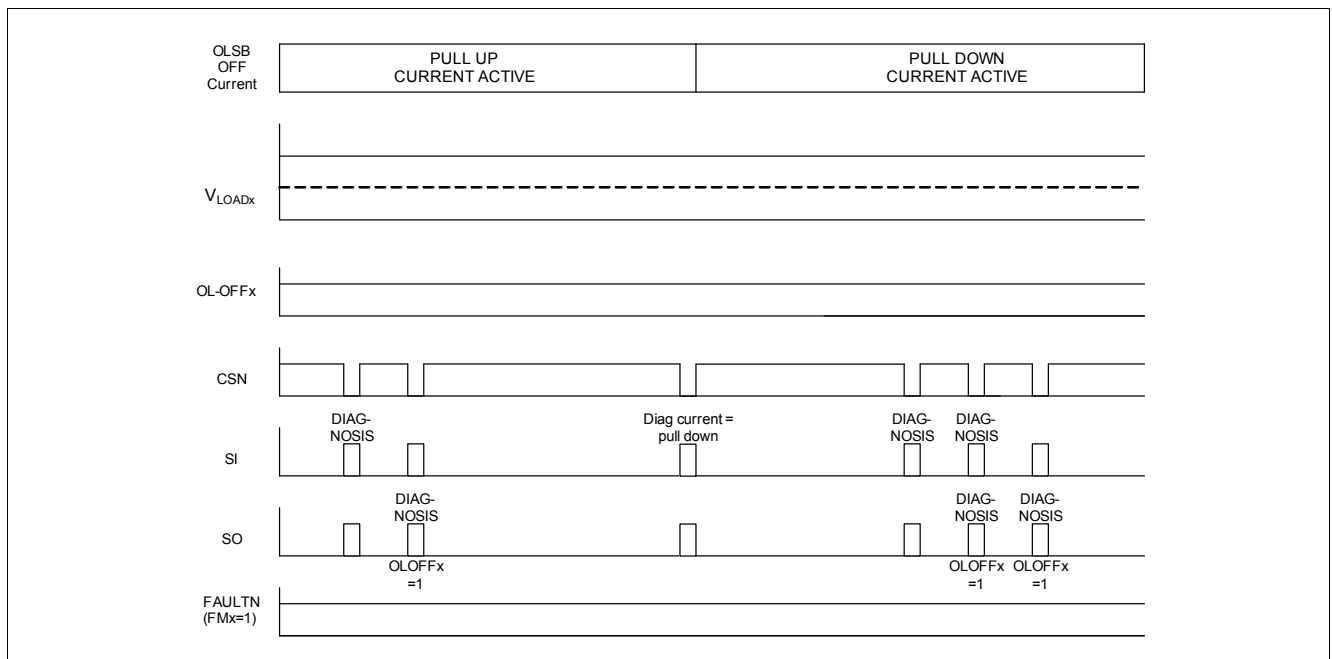 OLSB
OFF
Current
PULL UP
CURRENT ACTIVE
PULL DOWN
CURRENT ACTIVE
VLOADx
OL-OFFx
CSN
SI
DIAG-
NOSIS
Diag current =
pull down
DIAG-
NOSIS
DIAG-
NOSIS
SO
DIAG-
NOSIS
OLOFFx
=1
DIAG-
NOSIS
OLOFFx
=1
DIAG-
NOSIS
OLOFFx
=1
FAULTN
(FMx=1)